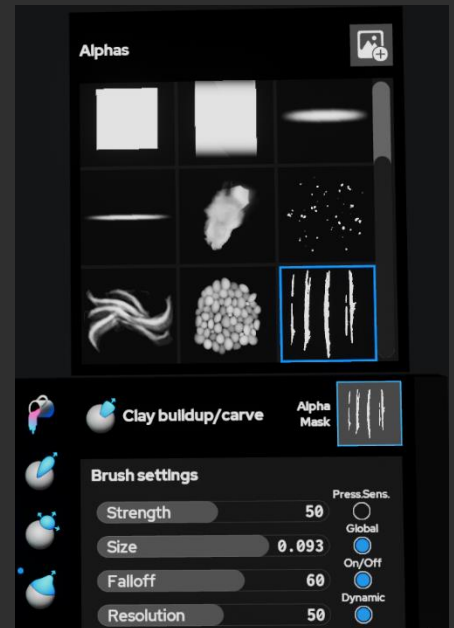 Alphas
Clay buildup/carve
Alpha
Mask
Brush settings
Press.Sens.
Strength 50
Global
Size 0.093
On/Off
Falloff 60
Dynamic
Resolution 50